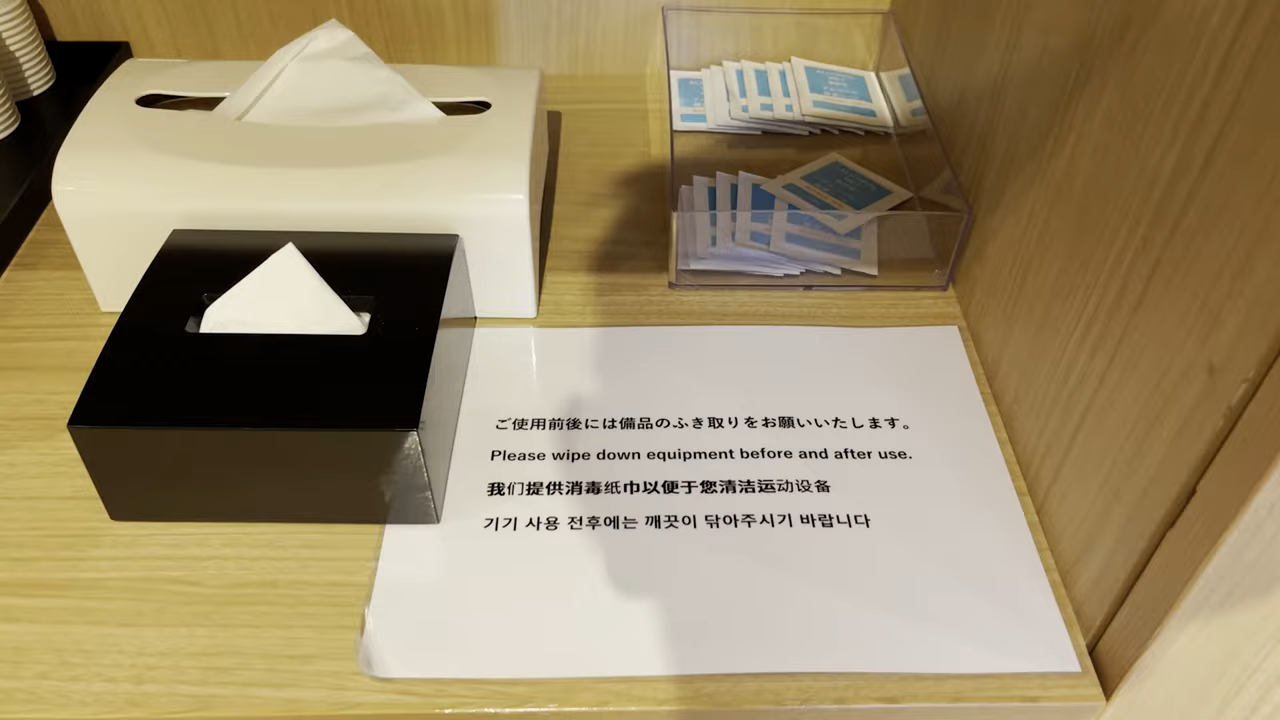 ご使用前後には備品のふき取りをお願いいたします。
Please wipe down equipment before and after use.
我们提供消毒纸巾以便于您清洁运动设备
기기 사용 전후에는 깨끗이 닦아주시기 바랍니다